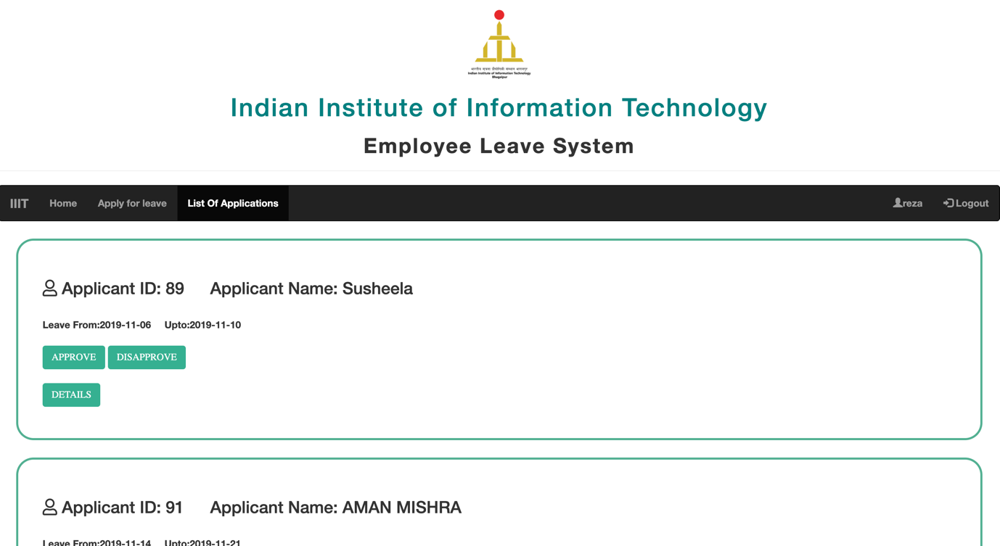 भारतीय सूचना प्रौद्योगिकी संस्थान भागलपुर
Indian Institute of Information Technology
Bhagalpur
Indian Institute of Information Technology
Employee Leave System
IIIT Home Apply for leave List Of Applications reza Logout
Applicant ID: 89 Applicant Name: Susheela
Leave From:2019-11-06 Upto:2019-11-10
APPROVE DISAPPROVE
DETAILS
Applicant ID: 91 Applicant Name: AMAN MISHRA
Leave From:2019-11-14 Upto:2019-11-21